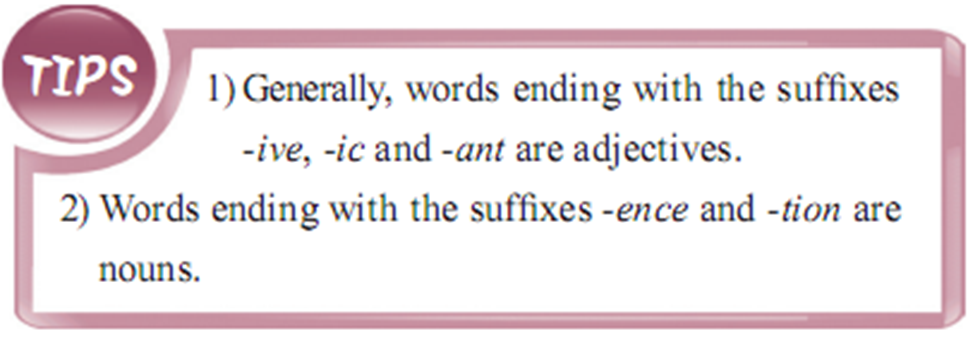 TIPS
1) Generally, words ending with the suffixes
-ive, -ic and -ant are adjectives.
2) Words ending with the suffixes -ence and -tion are
nouns.